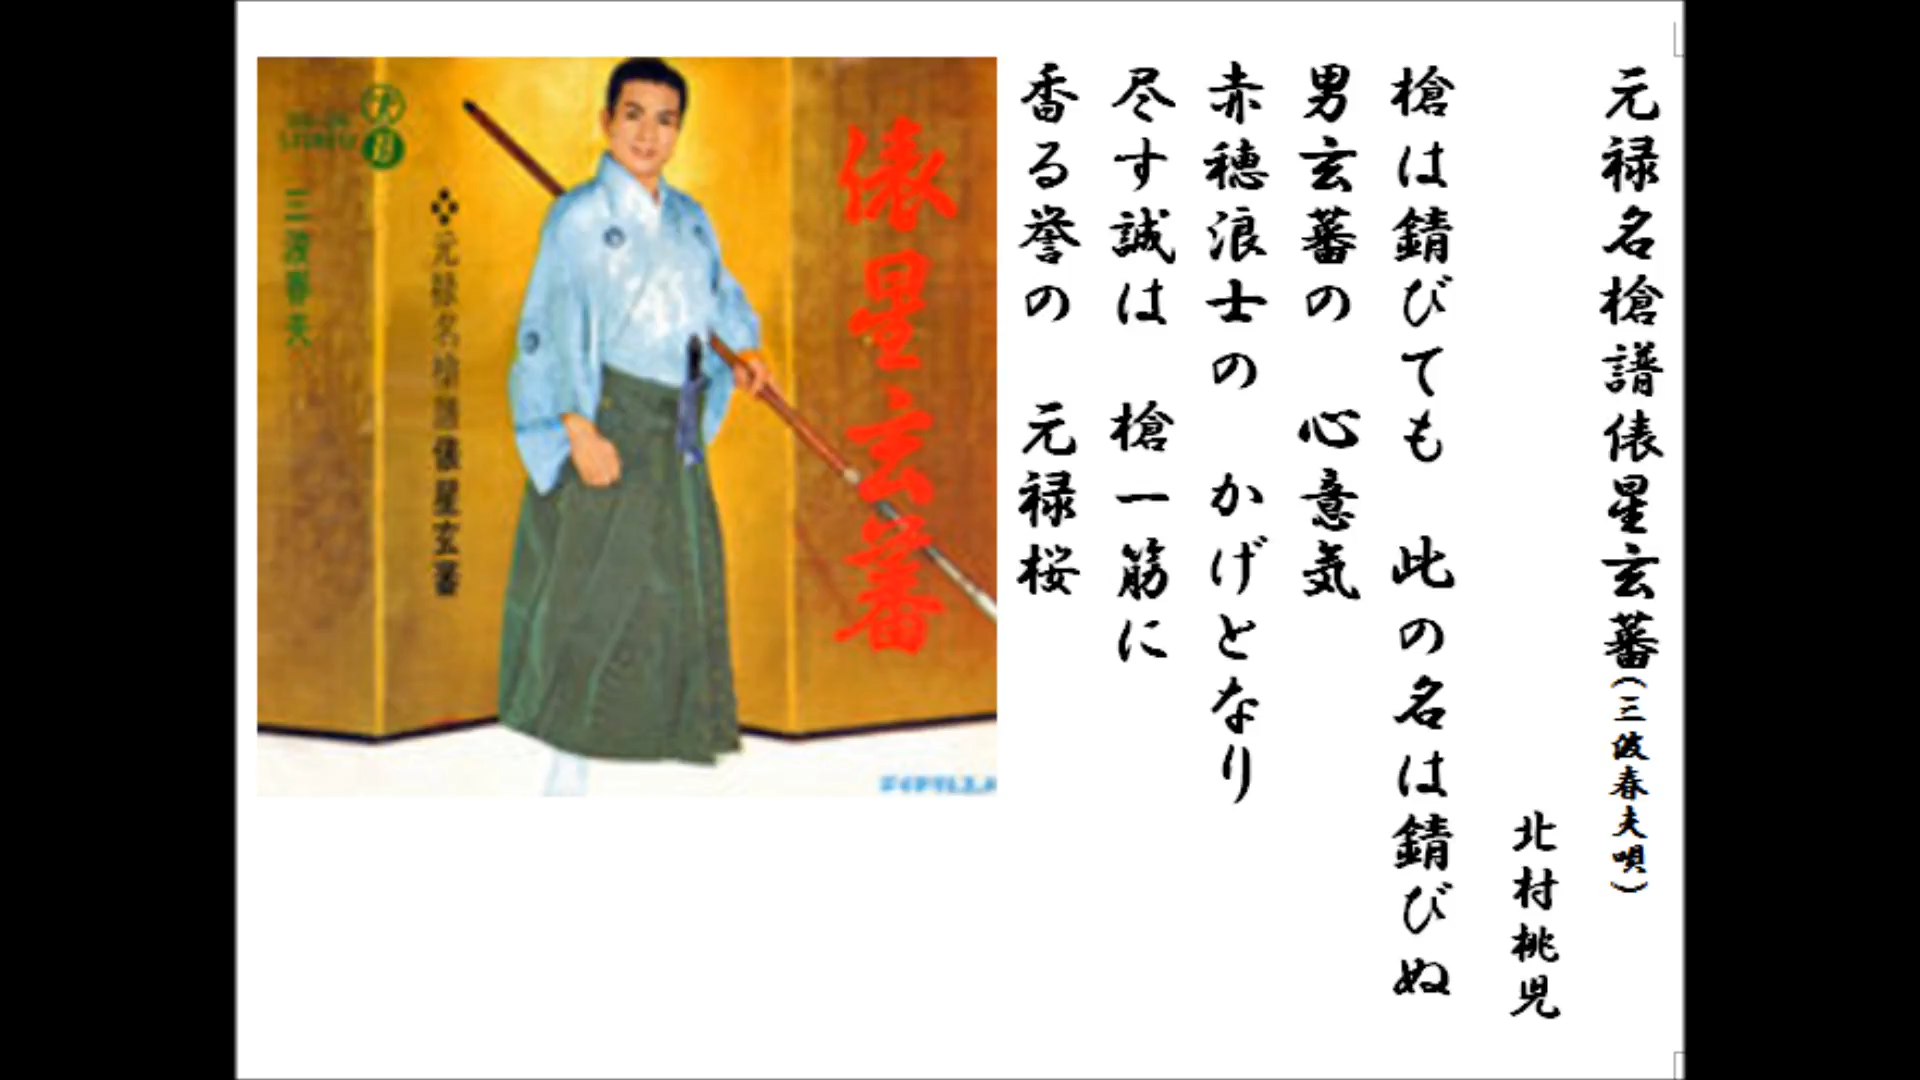 元禄名槍譜俵星玄蕃(三波春夫唄)
北村桃児
槍は錆びても 此の名は錆びぬ
男玄蕃の 心意気
赤穂浪士の かげとなり
尽す誠は 槍一筋に
香る誉の 元禄桜
俵星玄蕃
元禄名槍譜俵星玄蕃
三波春夫